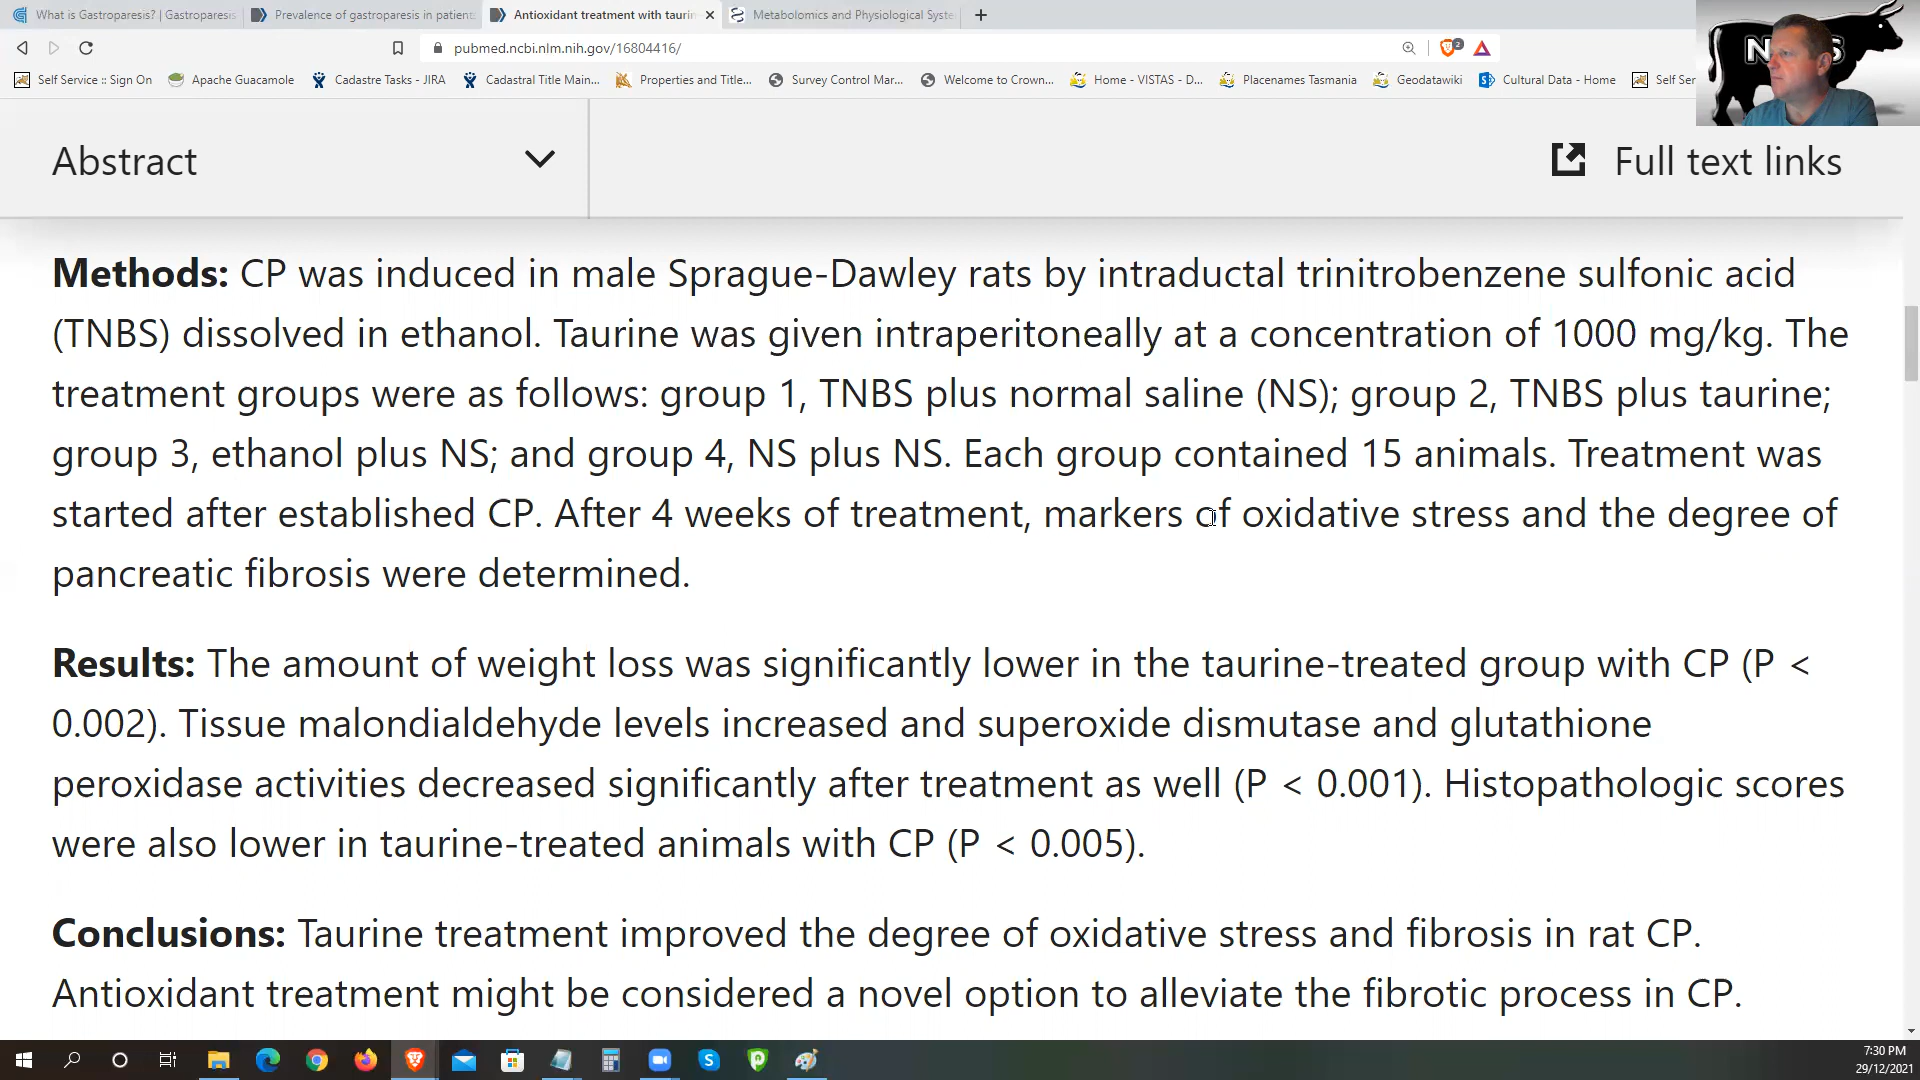 What is Gastroparesis? | Gastroparesis
Prevalence of gastroparesis in patient
Antioxidant treatment with taurin
Metabolomics and Physiological Syste
pubmed.ncbi.nlm.nih.gov/16804416/
2
Self Service :: Sign On
Apache Guacamole
Cadastre Tasks - JIRA
Cadastral Title Main...
Properties and Title...
Survey Control Mar...
Welcome to Crown...
Home - VISTAS - D...
Placenames Tasmania
Geodatawiki
Cultural Data - Home
Self Ser
Abstract
Full text links
Methods: CP was induced in male Sprague-Dawley rats by intraductal trinitrobenzene sulfonic acid
(TNBS) dissolved in ethanol. Taurine was given intraperitoneally at a concentration of 1000 mg/kg. The
treatment groups were as follows: group 1, TNBS plus normal saline (NS); group 2, TNBS plus taurine;
group 3, ethanol plus NS; and group 4, NS plus NS. Each group contained 15 animals. Treatment was
started after established CP. After 4 weeks of treatment, markers of oxidative stress and the degree of
pancreatic fibrosis were determined.
Results: The amount of weight loss was significantly lower in the taurine-treated group with CP (P <
0.002). Tissue malondialdehyde levels increased and superoxide dismutase and glutathione
peroxidase activities decreased significantly after treatment as well (P < 0.001). Histopathologic scores
were also lower in taurine-treated animals with CP (P < 0.005).
Conclusions: Taurine treatment improved the degree of oxidative stress and fibrosis in rat CP.
Antioxidant treatment might be considered a novel option to alleviate the fibrotic process in CP.
7:30 PM
29/12/2021